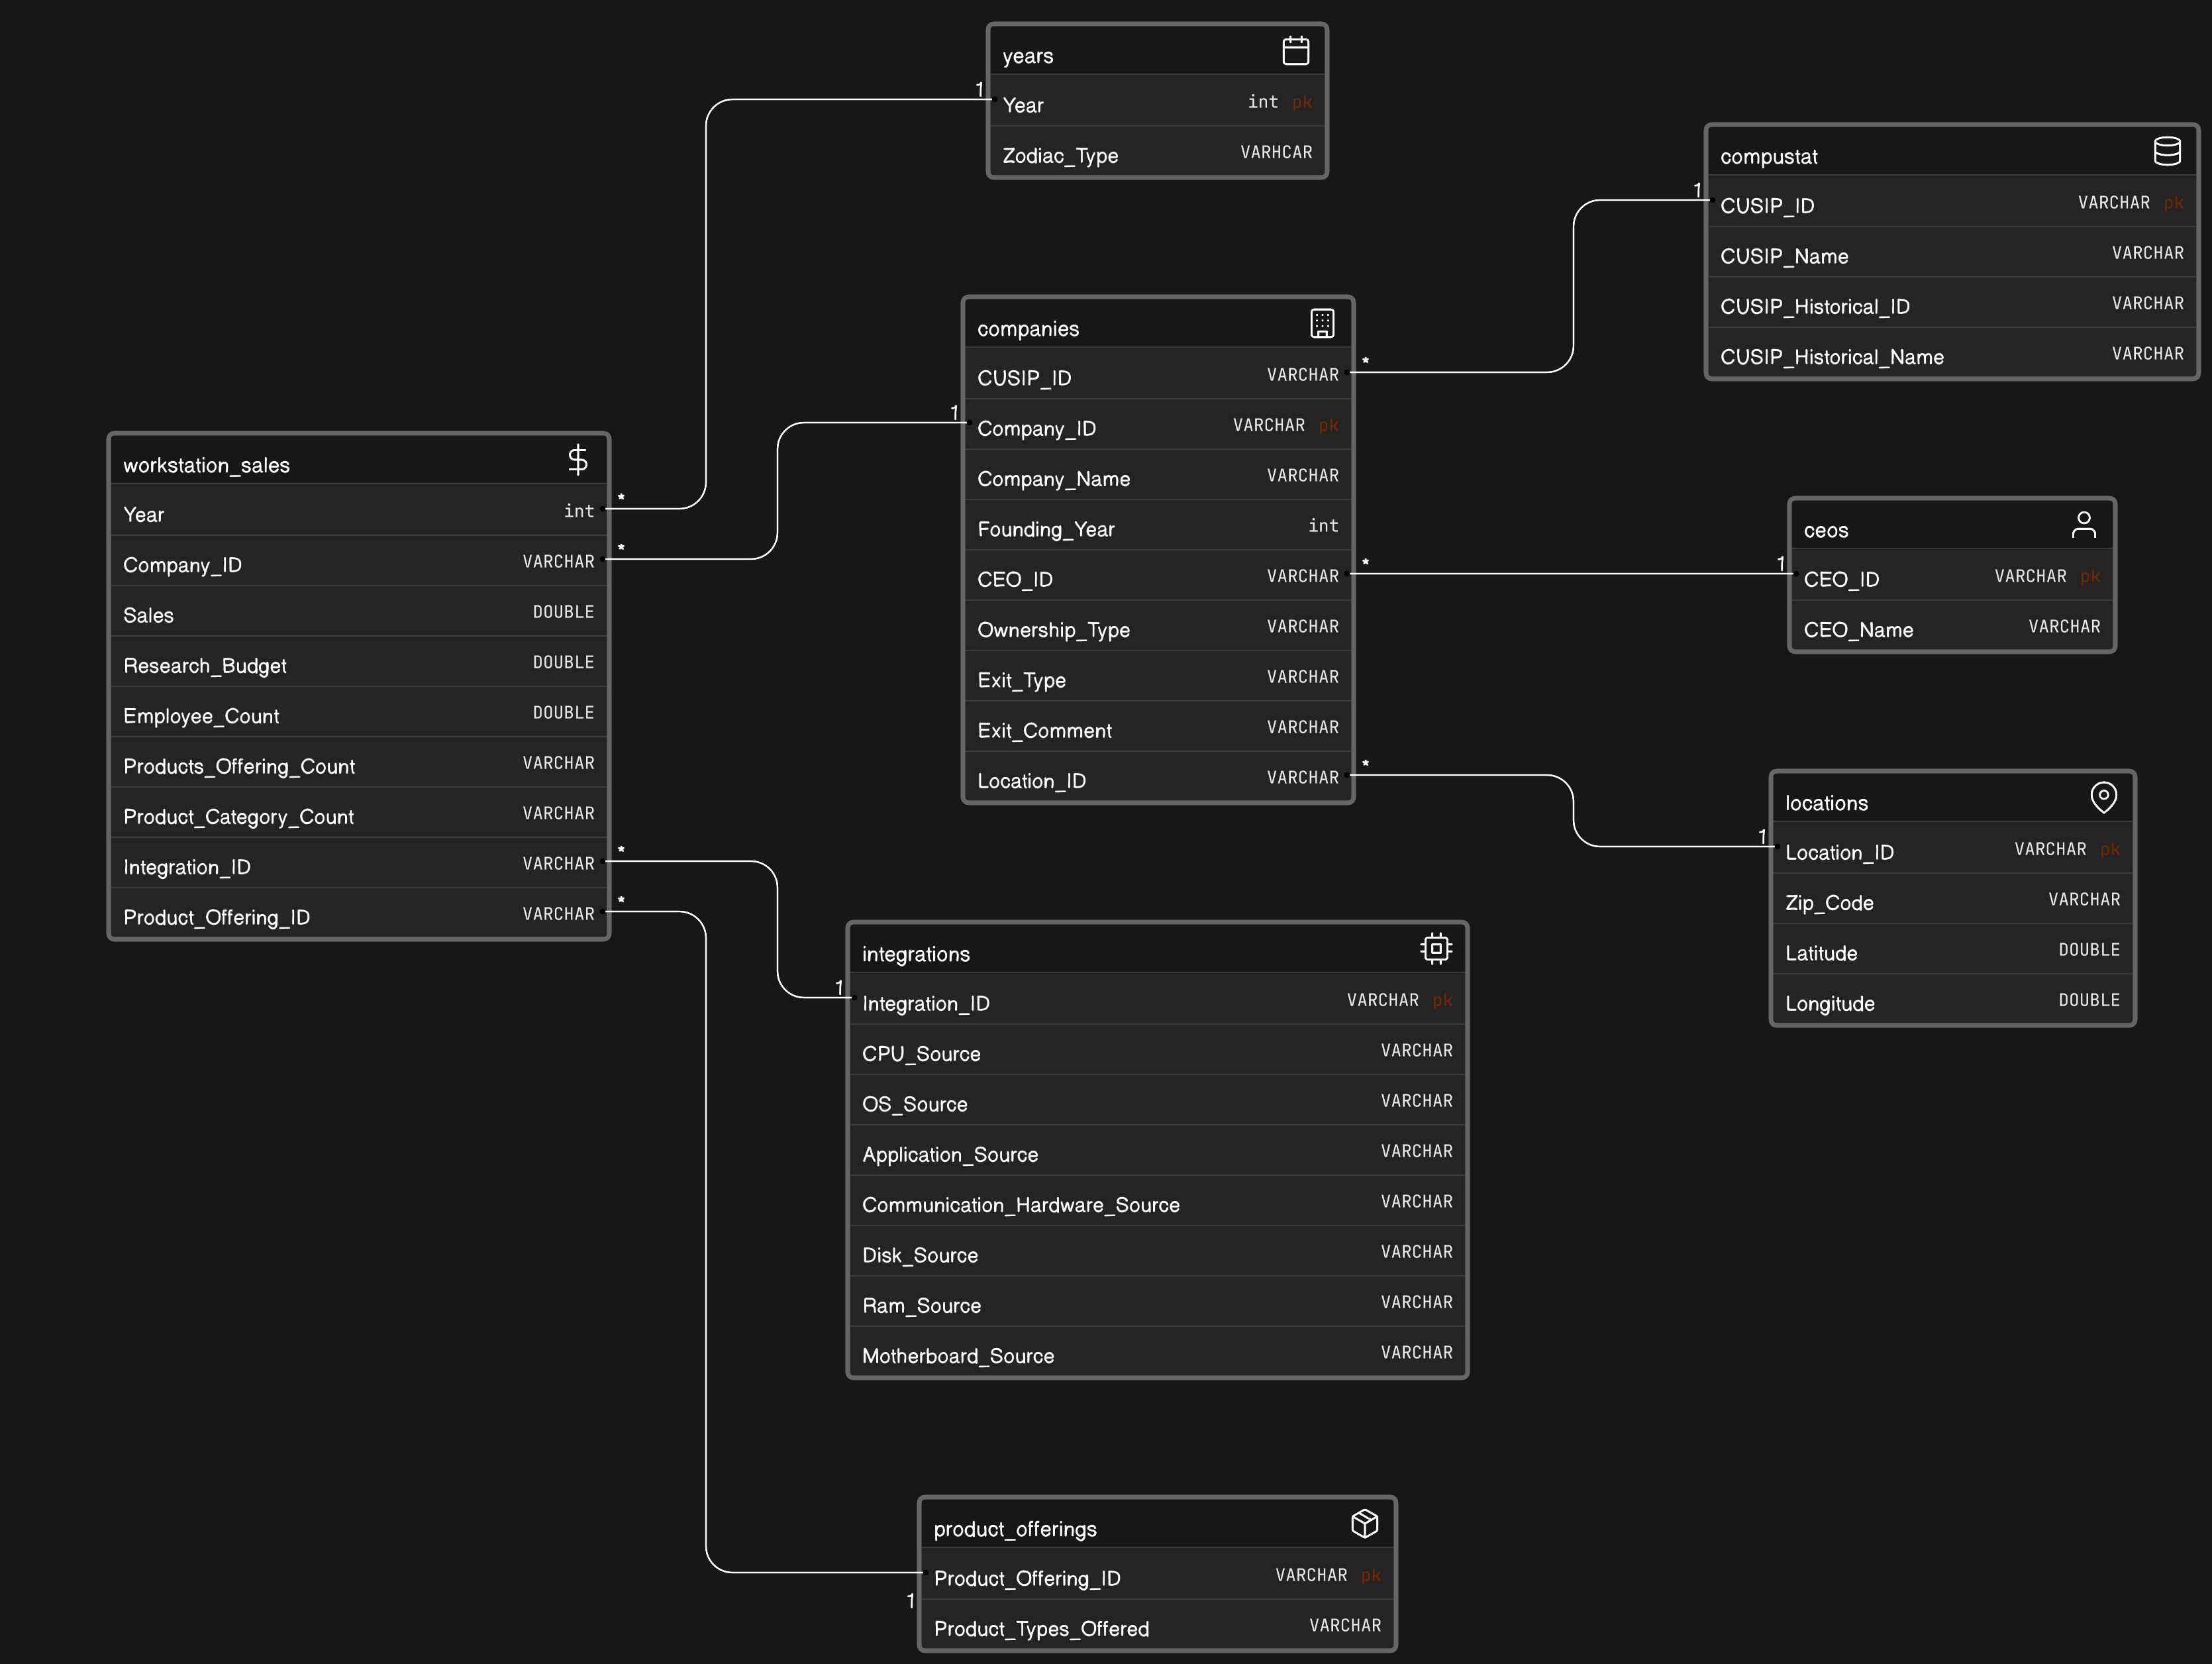 years
1
Year int pk
Zodiac_Type VARHCAR
compustat
1
CUSIP_ID VARCHAR pk
CUSIP_Name VARCHAR
CUSIP_Historical_ID VARCHAR
CUSIP_Historical_Name VARCHAR
companies
CUSIP_ID VARCHAR *
1
Company_ID VARCHAR pk
Company_Name VARCHAR
Founding_Year int
CEO_ID VARCHAR *
Ownership_Type VARCHAR
Exit_Type VARCHAR
Exit_Comment VARCHAR
Location_ID VARCHAR *
workstation_sales $
Year int *
Company_ID VARCHAR *
Sales DOUBLE
Research_Budget DOUBLE
Employee_Count DOUBLE
Products_Offering_Count VARCHAR
Product_Category_Count VARCHAR
Integration_ID VARCHAR *
Product_Offering_ID VARCHAR *
ceos
1
CEO_ID VARCHAR pk
CEO_Name VARCHAR
locations
1
Location_ID VARCHAR pk
Zip_Code VARCHAR
Latitude DOUBLE
Longitude DOUBLE
integrations
1
Integration_ID VARCHAR pk
CPU_Source VARCHAR
OS_Source VARCHAR
Application_Source VARCHAR
Communication_Hardware_Source VARCHAR
Disk_Source VARCHAR
Ram_Source VARCHAR
Motherboard_Source VARCHAR
product_offerings
Product_Offering_ID VARCHAR pk
1
Product_Types_Offered VARCHAR